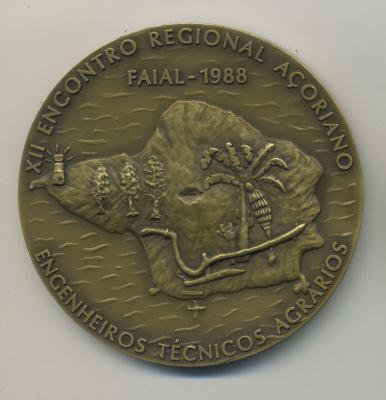 XII ENCONTRO REGIONAL AÇORIANO
FAIAL - 1988
ENGENHEIROS TÉCNICOS AGRÁRIOS